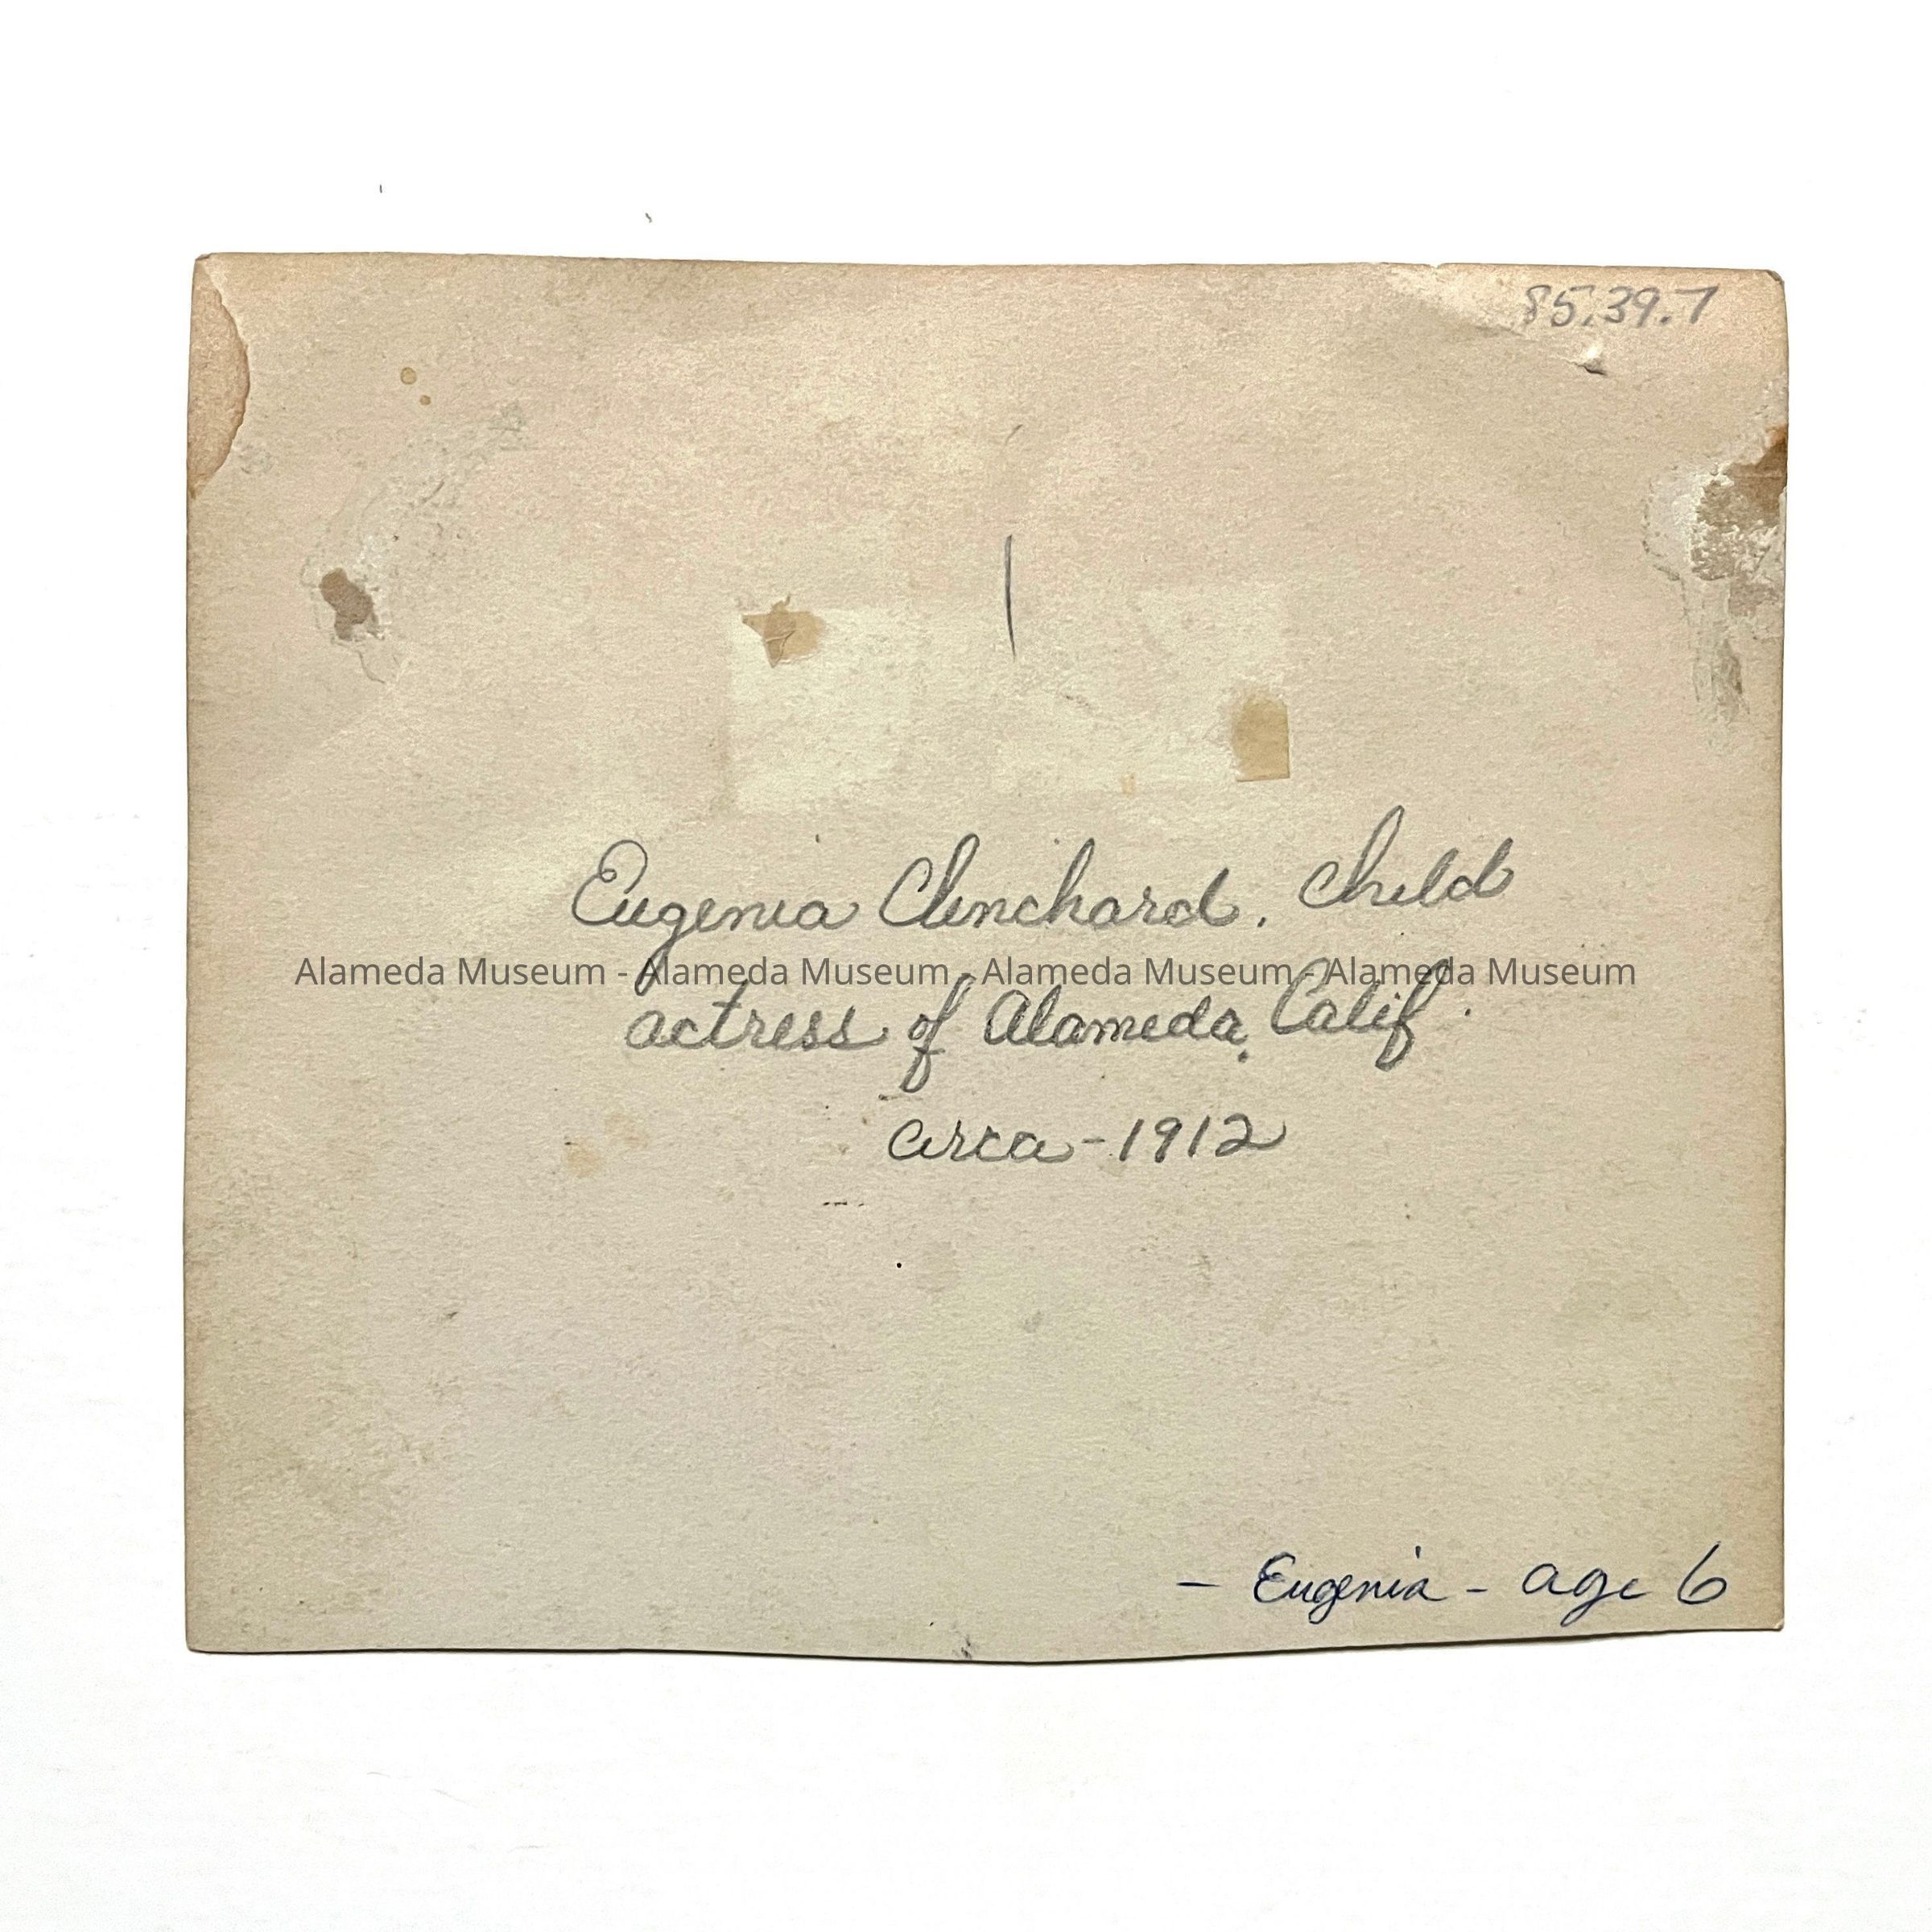 85.39.7
Eugenia Clinchard. Child
Alameda Museum - Alameda Museum - Alameda Museum - Alameda Museum
actress of Alameda, Calif.
circa - 1912
- Eugenia - age 6